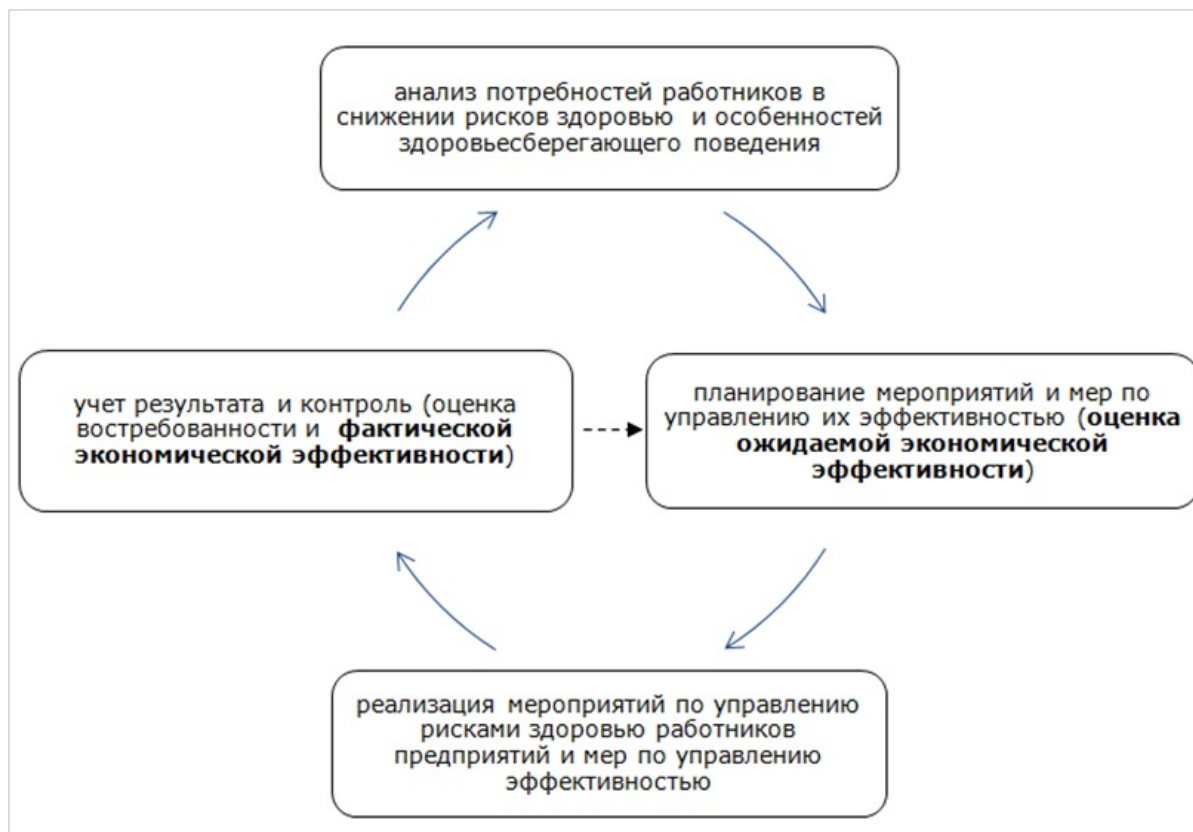 анализ потребностей работников в
снижении рисков здоровью и особенностей
здоровьесберегающего поведения
учет результата и контроль (оценка
востребованности и фактической
экономической эффективности)
планирование мероприятий и мер по
управлению их эффективностью (оценка
ожидаемой экономической
эффективности)
реализация мероприятий по управлению
рисками здоровью работников
предприятий и мер по управлению
эффективностью